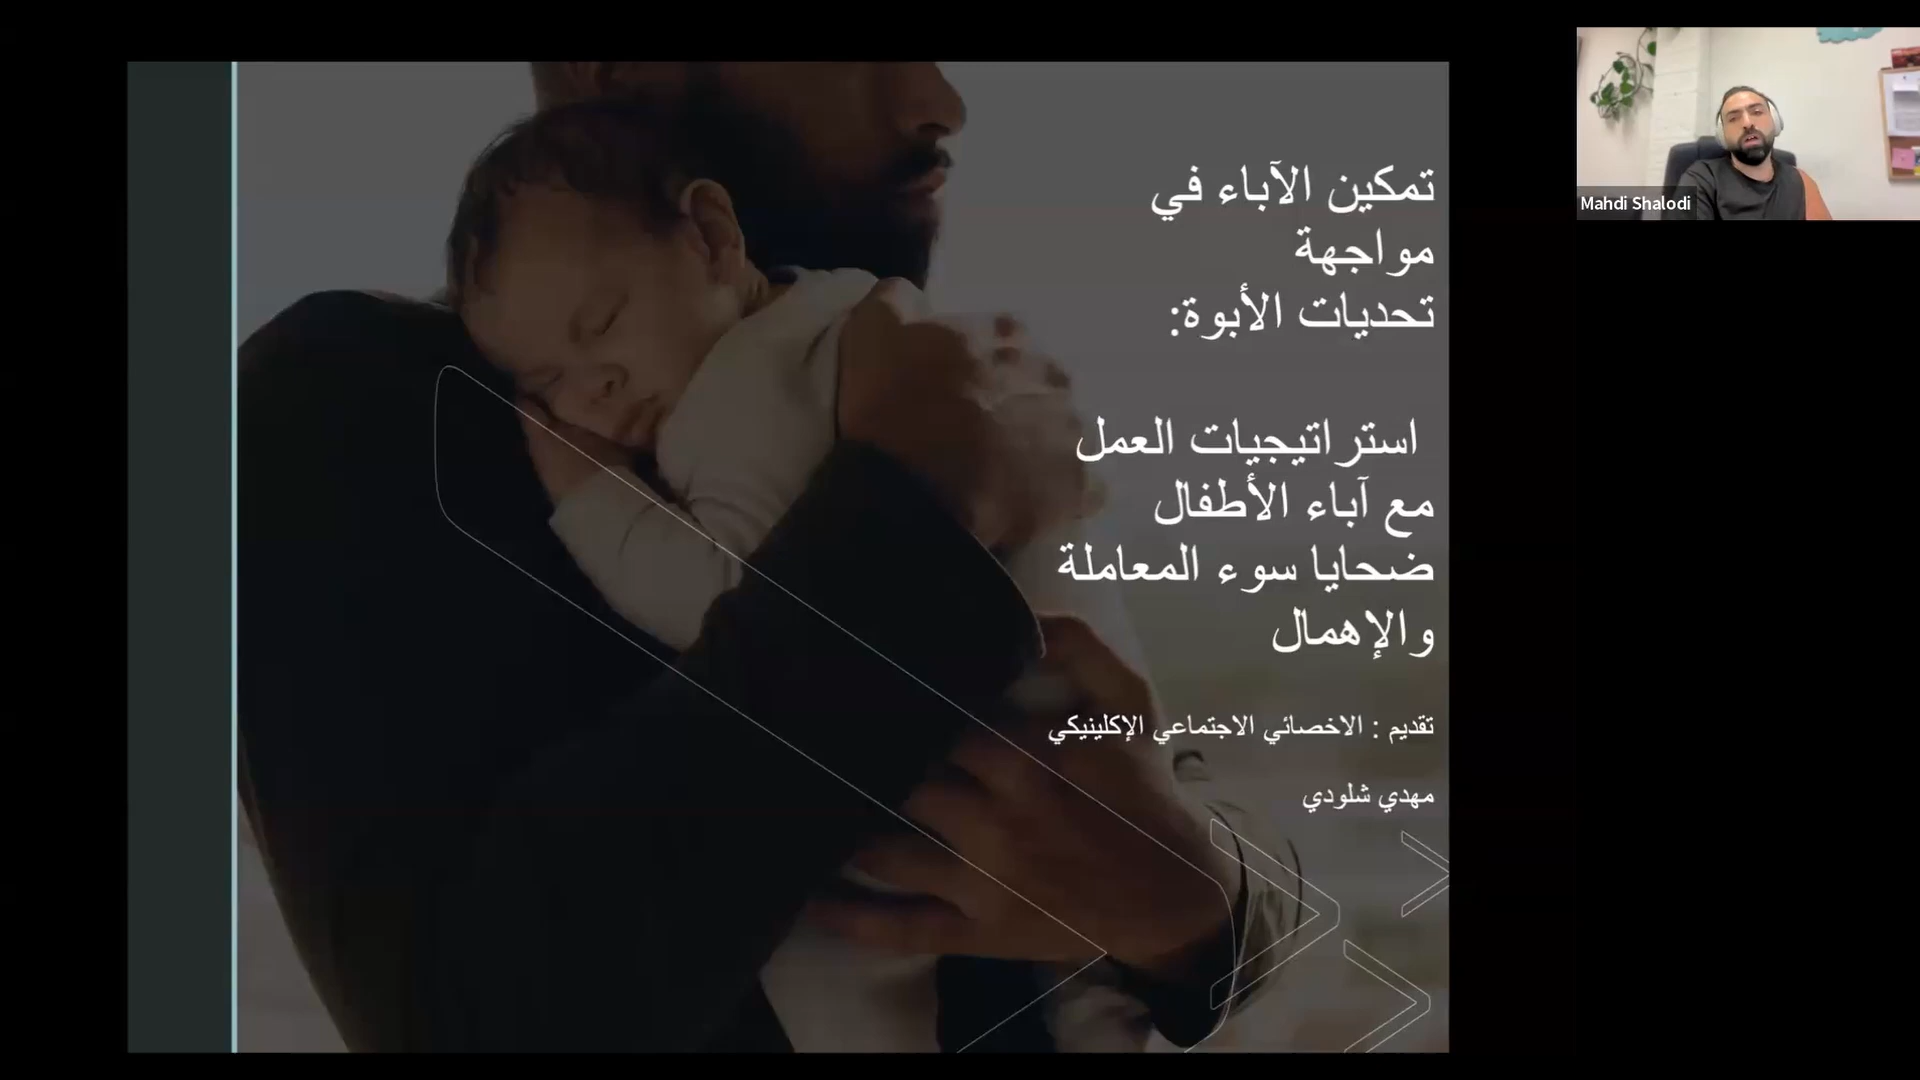 تمكين الآباء في
مواجهة
تحديات الأبوة:
استراتيجيات العمل
مع آباء الأطفال
ضحايا سوء المعاملة
والإهمال
تقديم : الاخصائي الاجتماعي الإكلينيكي
مهدي شلودي
Mahdi Shalodi